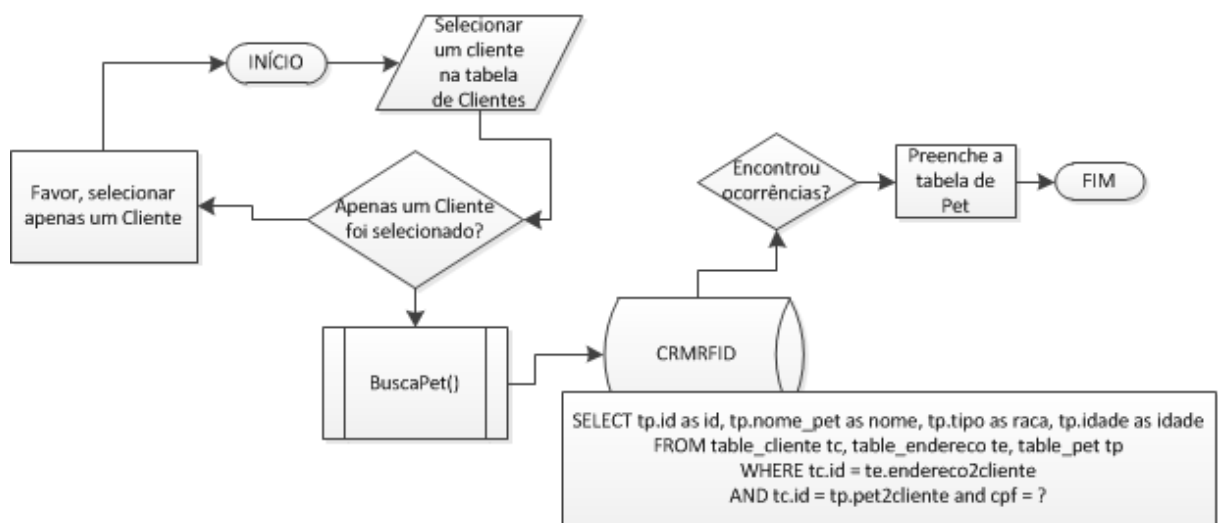 INÍCIO
Selecionar
um cliente
na tabela
de Clientes
Favor, selecionar
apenas um Cliente
Apenas um Cliente
foi selecionado?
Encontrou
ocorrências?
Preenche a
tabela de
Pet
FIM
BuscaPet()
CRMRFID
SELECT tp.id as id, tp.nome_pet as nome, tp.tipo as raca, tp.idade as idade
FROM table_cliente tc, table_endereco te, table_pet tp
WHERE tc.id = te.endereco2cliente
AND tc.id = tp.pet2cliente and cpf = ?